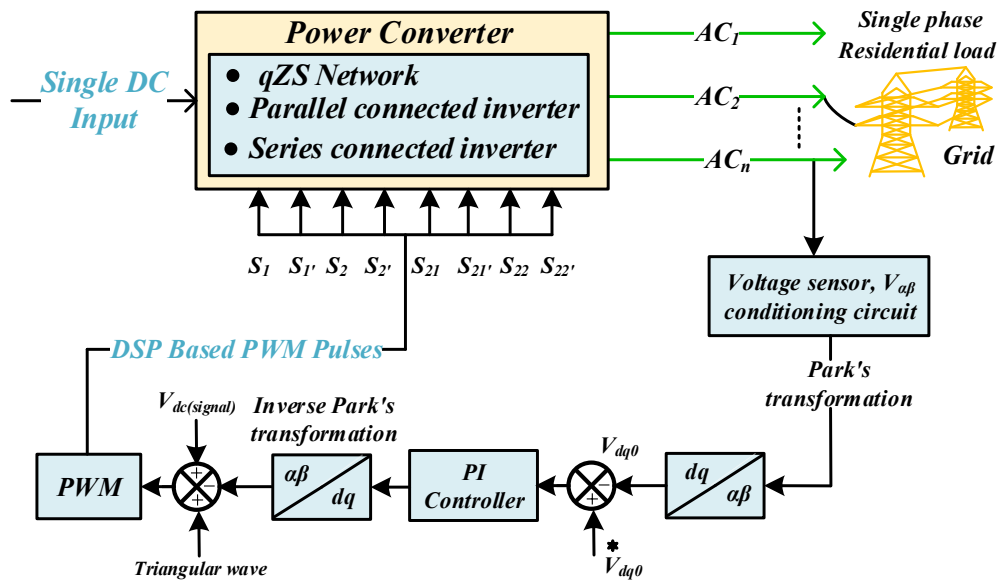 Power Converter
● qZS Network
● Parallel connected inverter
● Series connected inverter
Single DC
Input
AC1
AC2
ACn
Single phase
Residential load
Grid
S1 S1' S2 S2' S21 S21' S22 S22'
Voltage sensor, Vαβ
conditioning circuit
DSP Based PWM Pulses
Park's
transformation
Vdc(signal)
Inverse Park's
transformation
Vdq0
PWM
+
-
-
+
αβ
dq
PI
Controller
-
+
dq
αβ
Triangular wave
V*dq0